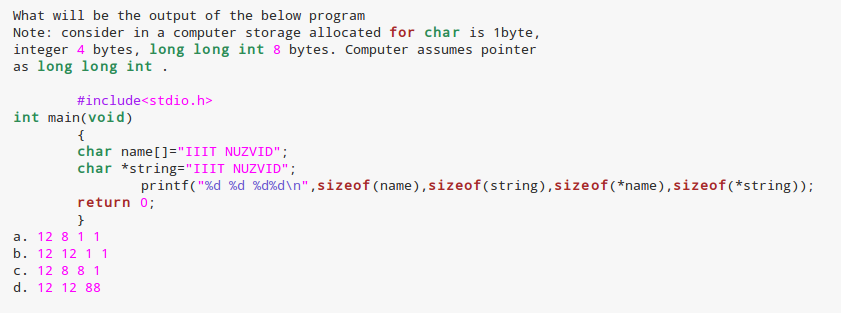 What will be the output of the below program
Note: consider in a computer storage allocated for char is 1byte,
integer 4 bytes, long long int 8 bytes. Computer assumes pointer
as long long int .
#include<stdio.h>
int main(void)
{
char name[]="IIIT NUZVID";
char *string="IIIT NUZVID";
printf("%d %d %d%d\n",sizeof(name),sizeof(string),sizeof(*name),sizeof(*string));
return 0;
}
a. 12 8 1 1
b. 12 12 1 1
c. 12 8 8 1
d. 12 12 88